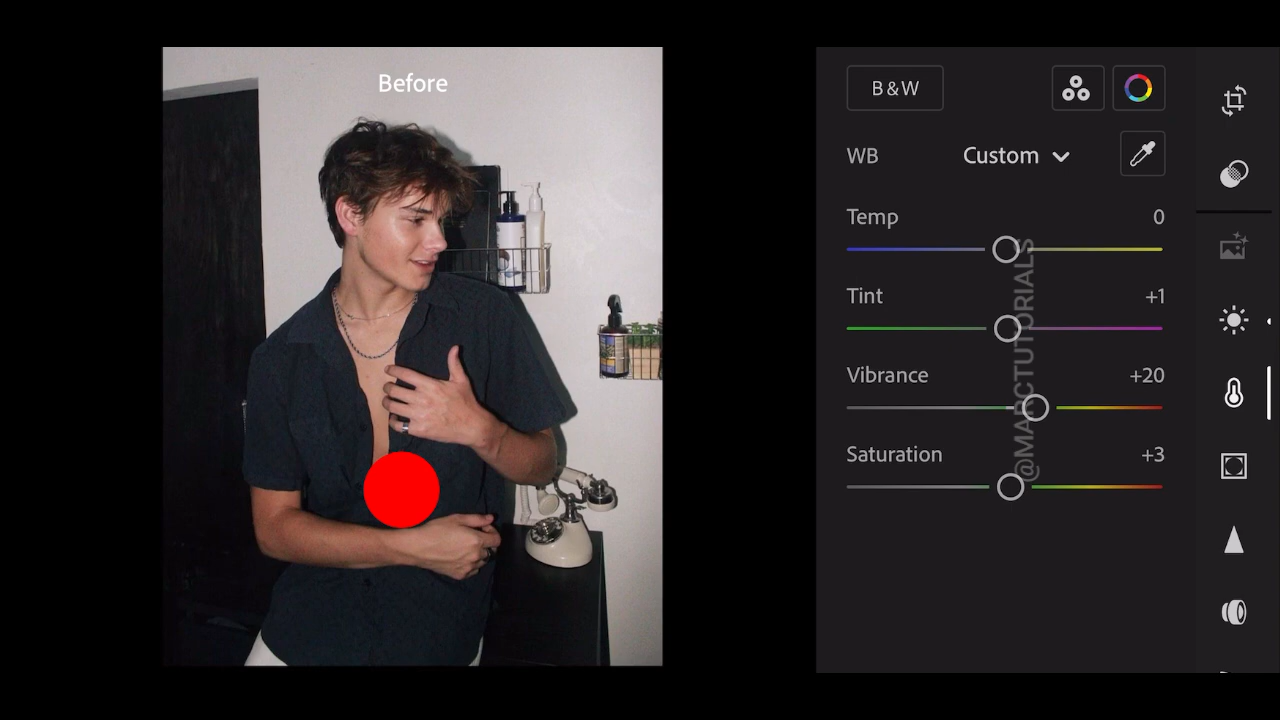 Before
B&W
WB Custom
Temp 0
Tint +1
Vibrance +20
Saturation +3
@MARCTUTORIALS